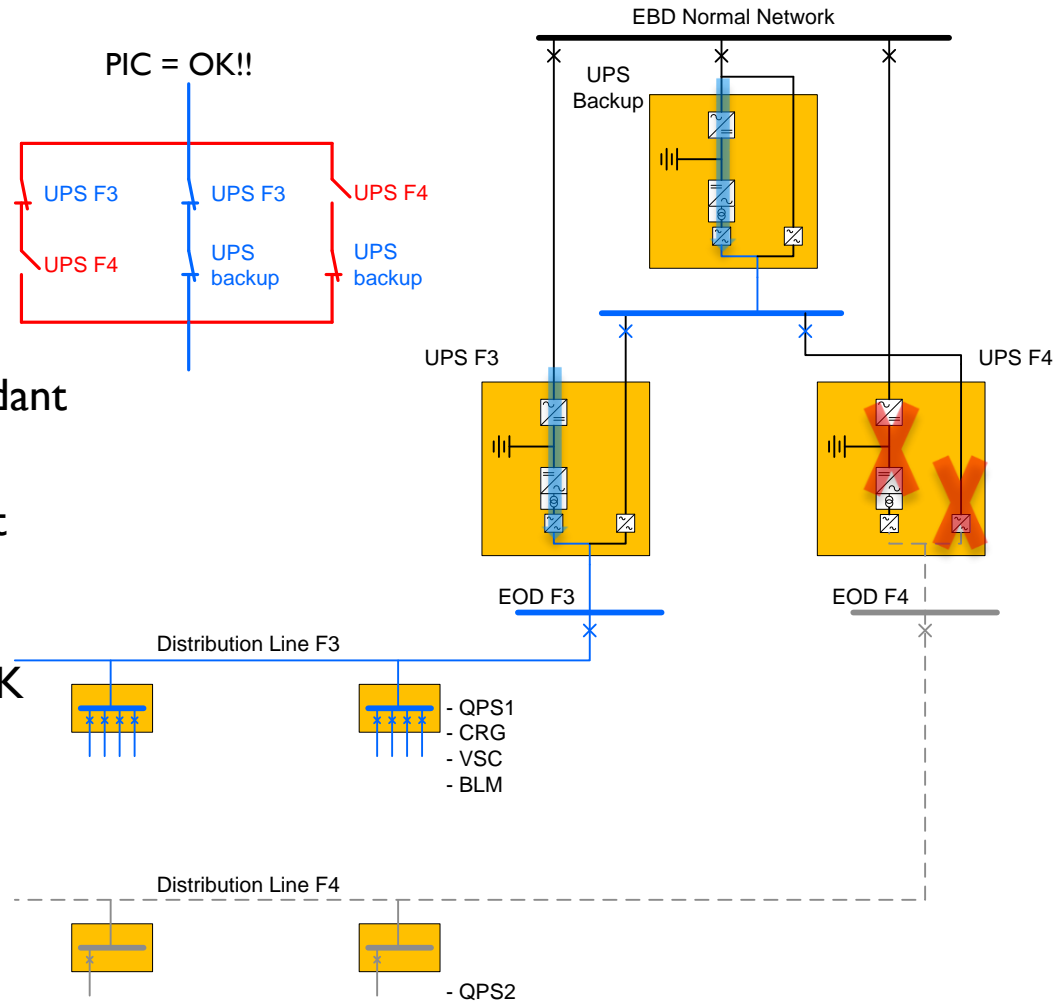 EBD Normal Network
PIC = OK!!
UPS
Backup
UPS F3
UPS F3
UPS F4
UPS F4
UPS
backup
UPS
backup
UPS F3
UPS F4
dant
t
EOD F3
EOD F4
Distribution Line F3
K
- QPS1
- CRG
- VSC
- BLM
Distribution Line F4
- QPS2